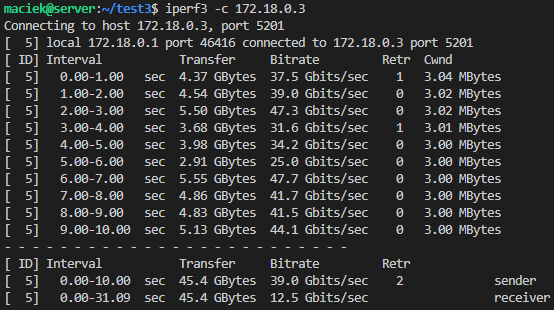 maciek@server:~/test3$ iperf3 -c 172.18.0.3
Connecting to host 172.18.0.3, port 5201
[  5] local 172.18.0.1 port 46416 connected to 172.18.0.3 port 5201
[ ID] Interval           Transfer     Bitrate         Retr  Cwnd
[  5]   0.00-1.00   sec  4.37 GBytes  37.5 Gbits/sec    1   3.04 MBytes
[  5]   1.00-2.00   sec  4.54 GBytes  39.0 Gbits/sec    0   3.02 MBytes
[  5]   2.00-3.00   sec  5.50 GBytes  47.3 Gbits/sec    0   3.02 MBytes
[  5]   3.00-4.00   sec  3.68 GBytes  31.6 Gbits/sec    1   3.01 MBytes
[  5]   4.00-5.00   sec  3.98 GBytes  34.2 Gbits/sec    0   3.00 MBytes
[  5]   5.00-6.00   sec  2.91 GBytes  25.0 Gbits/sec    0   3.00 MBytes
[  5]   6.00-7.00   sec  5.55 GBytes  47.7 Gbits/sec    0   3.00 MBytes
[  5]   7.00-8.00   sec  4.86 GBytes  41.7 Gbits/sec    0   3.00 MBytes
[  5]   8.00-9.00   sec  4.83 GBytes  41.5 Gbits/sec    0   3.00 MBytes
[  5]   9.00-10.00  sec  5.13 GBytes  44.1 Gbits/sec    0   3.00 MBytes
- - - - - - - - - - - - - - - - - - - - - - - - -
[ ID] Interval           Transfer     Bitrate         Retr
[  5]   0.00-10.00  sec  45.4 GBytes  39.0 Gbits/sec    2             sender
[  5]   0.00-31.09  sec  45.4 GBytes  12.5 Gbits/sec                  receiver